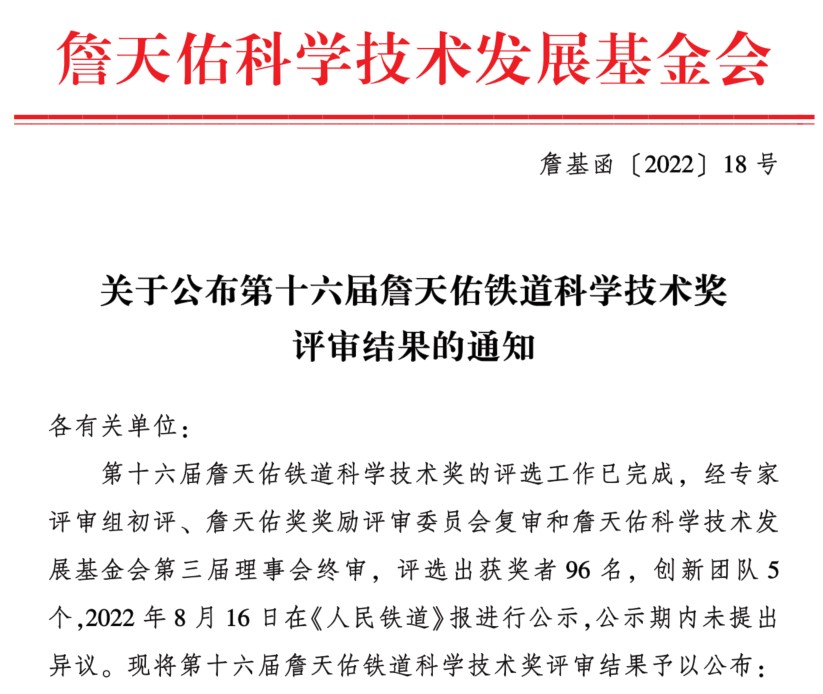 詹天佑科学技术发展基金会
詹基函〔2022〕18 号
关于公布第十六届詹天佑铁道科学技术奖
评审结果的通知
各有关单位：
第十六届詹天佑铁道科学技术奖的评选工作已完成，经专家
评审组初评、詹天佑奖奖励评审委员会复审和詹天佑科学技术发
展基金会第三届理事会终审，评选出获奖者 96 名，创新团队 5
个,2022 年 8 月 16 日在《人民铁道》报进行公示,公示期内未提出
异议。现将第十六届詹天佑铁道科学技术奖评审结果予以公布：